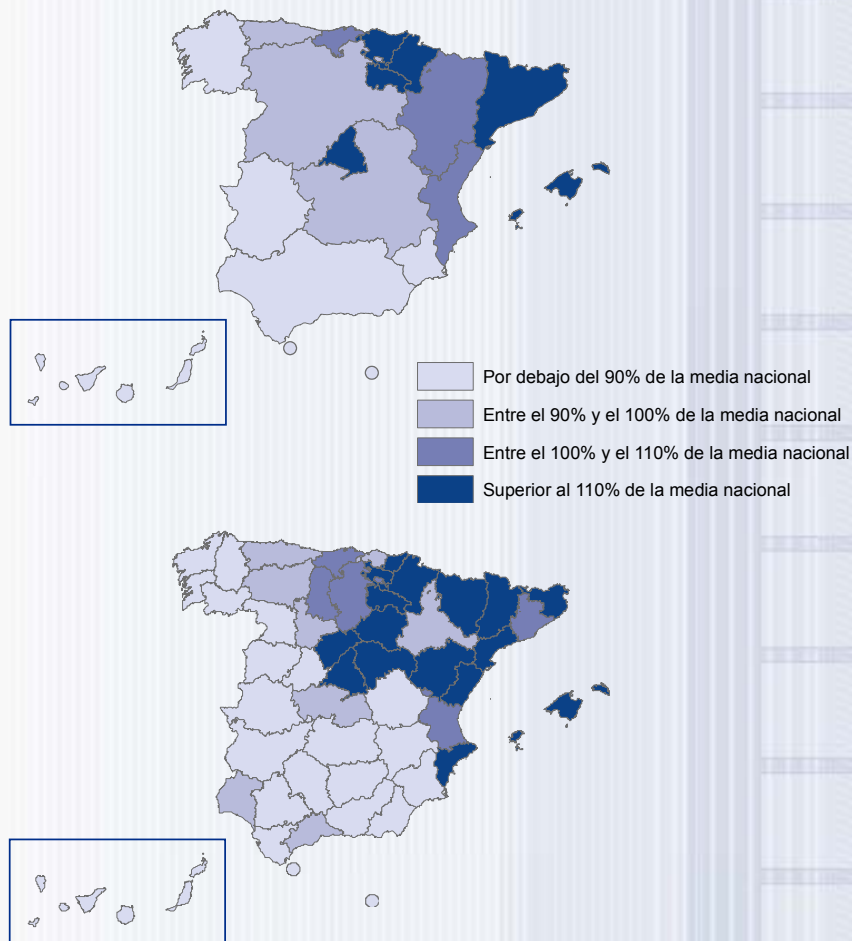 Por debajo del 90% de la media nacional
Entre el 90% y el 100% de la media nacional
Entre el 100% y el 110% de la media nacional
Superior al 110% de la media nacional